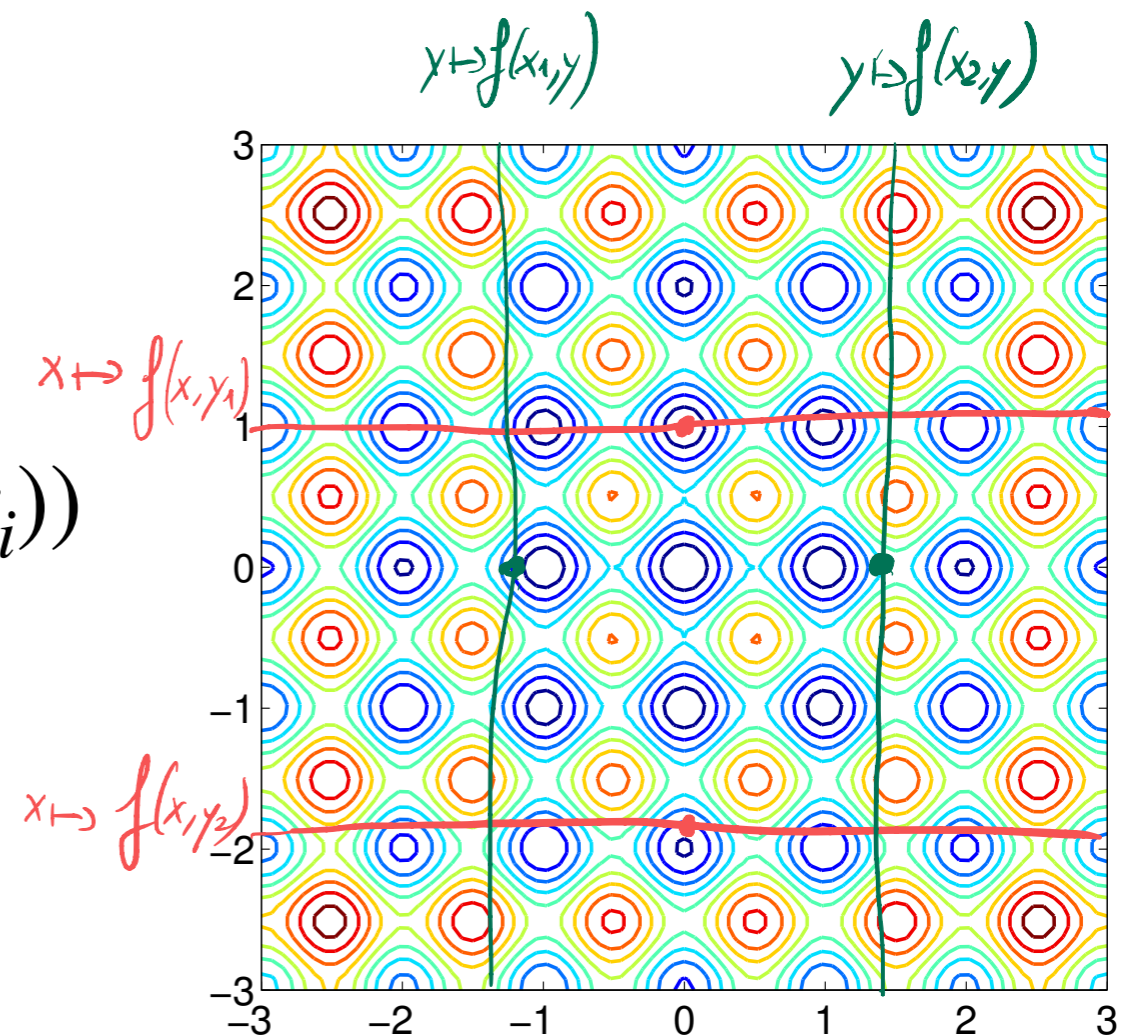 y↦f(x₁,y)
y↦f(x₂,y)
3
2
x↦ f(x,y₁)
1
i))
0
−1
x↦ f(x,y₂)
−2
−3
−3 −2 −1 0 1 2 3